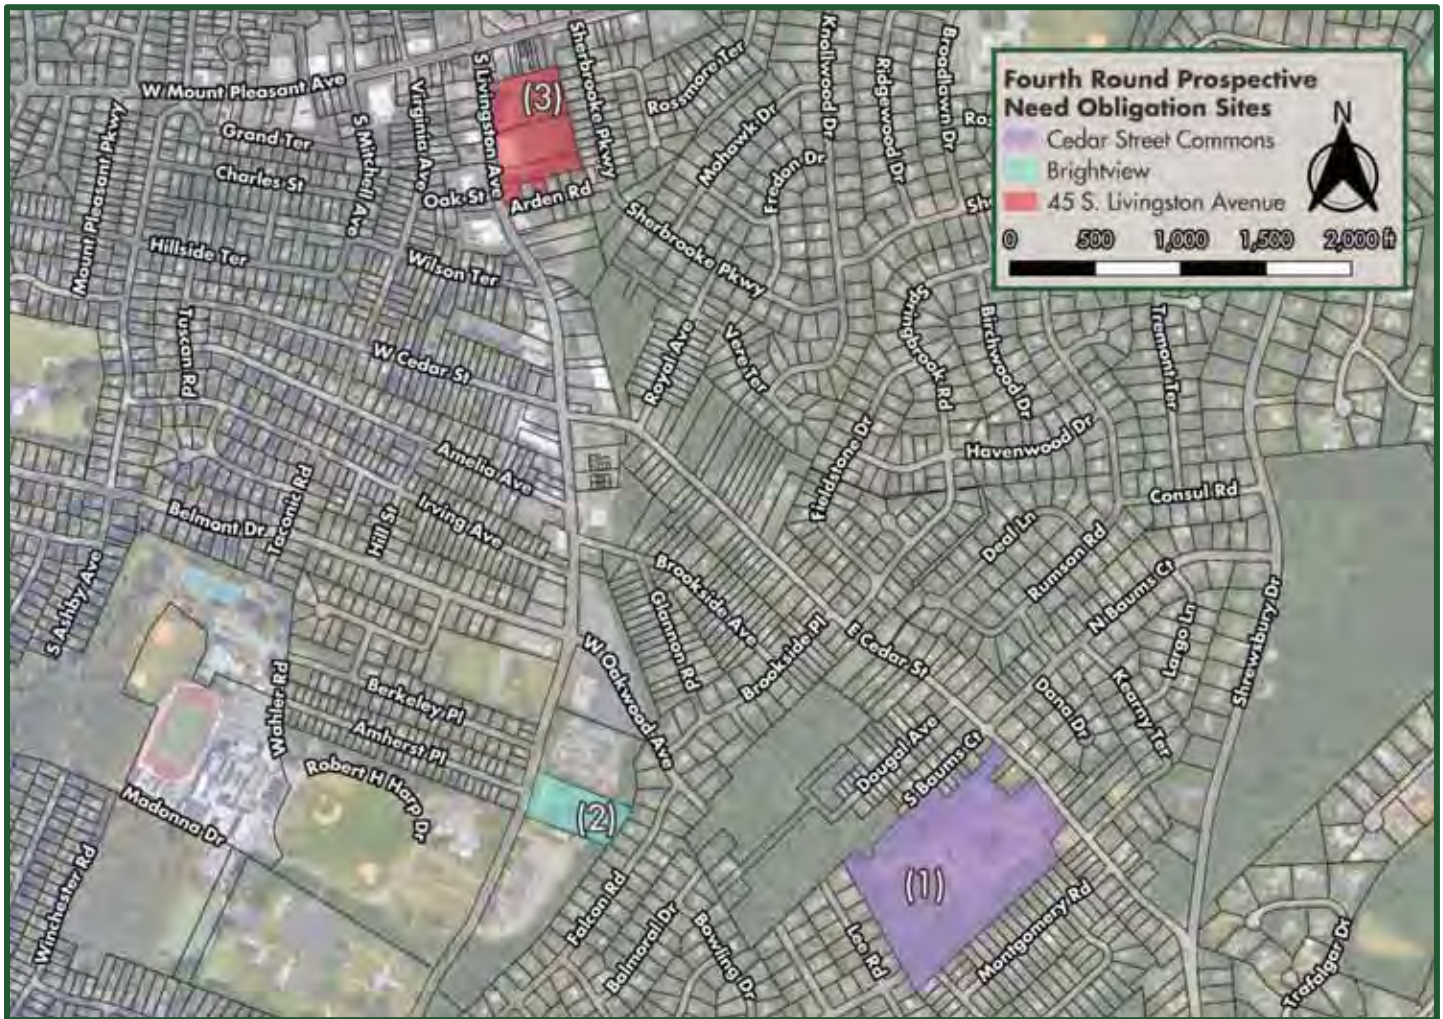 Fourth Round Prospective
Need Obligation Sites
Cedar Street Commons
Brightview
45 S. Livingston Avenue
N
0 500 1,000 1,500 2,000 ft
W Mount Pleasant Ave
S Livingston Ave
Sherbrooke Pkwy
Rossmore Ter
Knollwood Dr
Ridgewood Dr
Broadlawn Dr
(3)
Virginia Ave
S Mitchell Ave
Grand Ter
Charles St
Mount Pleasant Pkwy
Oak St
Arden Rd
Mohawk Dr
Fredon Dr
Hillside Ter
Wilson Ter
Sherbrooke Pkwy
Tuscan Rd
W Cedar St
Royal Ave
Vere Ter
Springbrook Rd
Birchwood Dr
Tremont Ter
Fieldstone Dr
Havenwood Dr
Amelia Ave
Irving Ave
Taconic Rd
Hill St
Belmont Dr
Consul Rd
Deal Ln
Rumson Rd
N Baums Ct
Largo Ln
Shrewsbury Dr
S Ashby Ave
Brookside Ave
Glannon Rd
Brookside Pl
E Cedar St
W Oakwood Ave
Wahler Rd
Berkeley Pl
Amherst Pl
Robert H Harp Dr
Dana Dr
Kearny Ter
Dougal Ave
S Baums Ct
(2)
(1)
Madonna Dr
Winchester Rd
Falcon Rd
Balmoral Dr
Bowling Dr
Lee Rd
Montgomery Rd
Trafalgar Dr